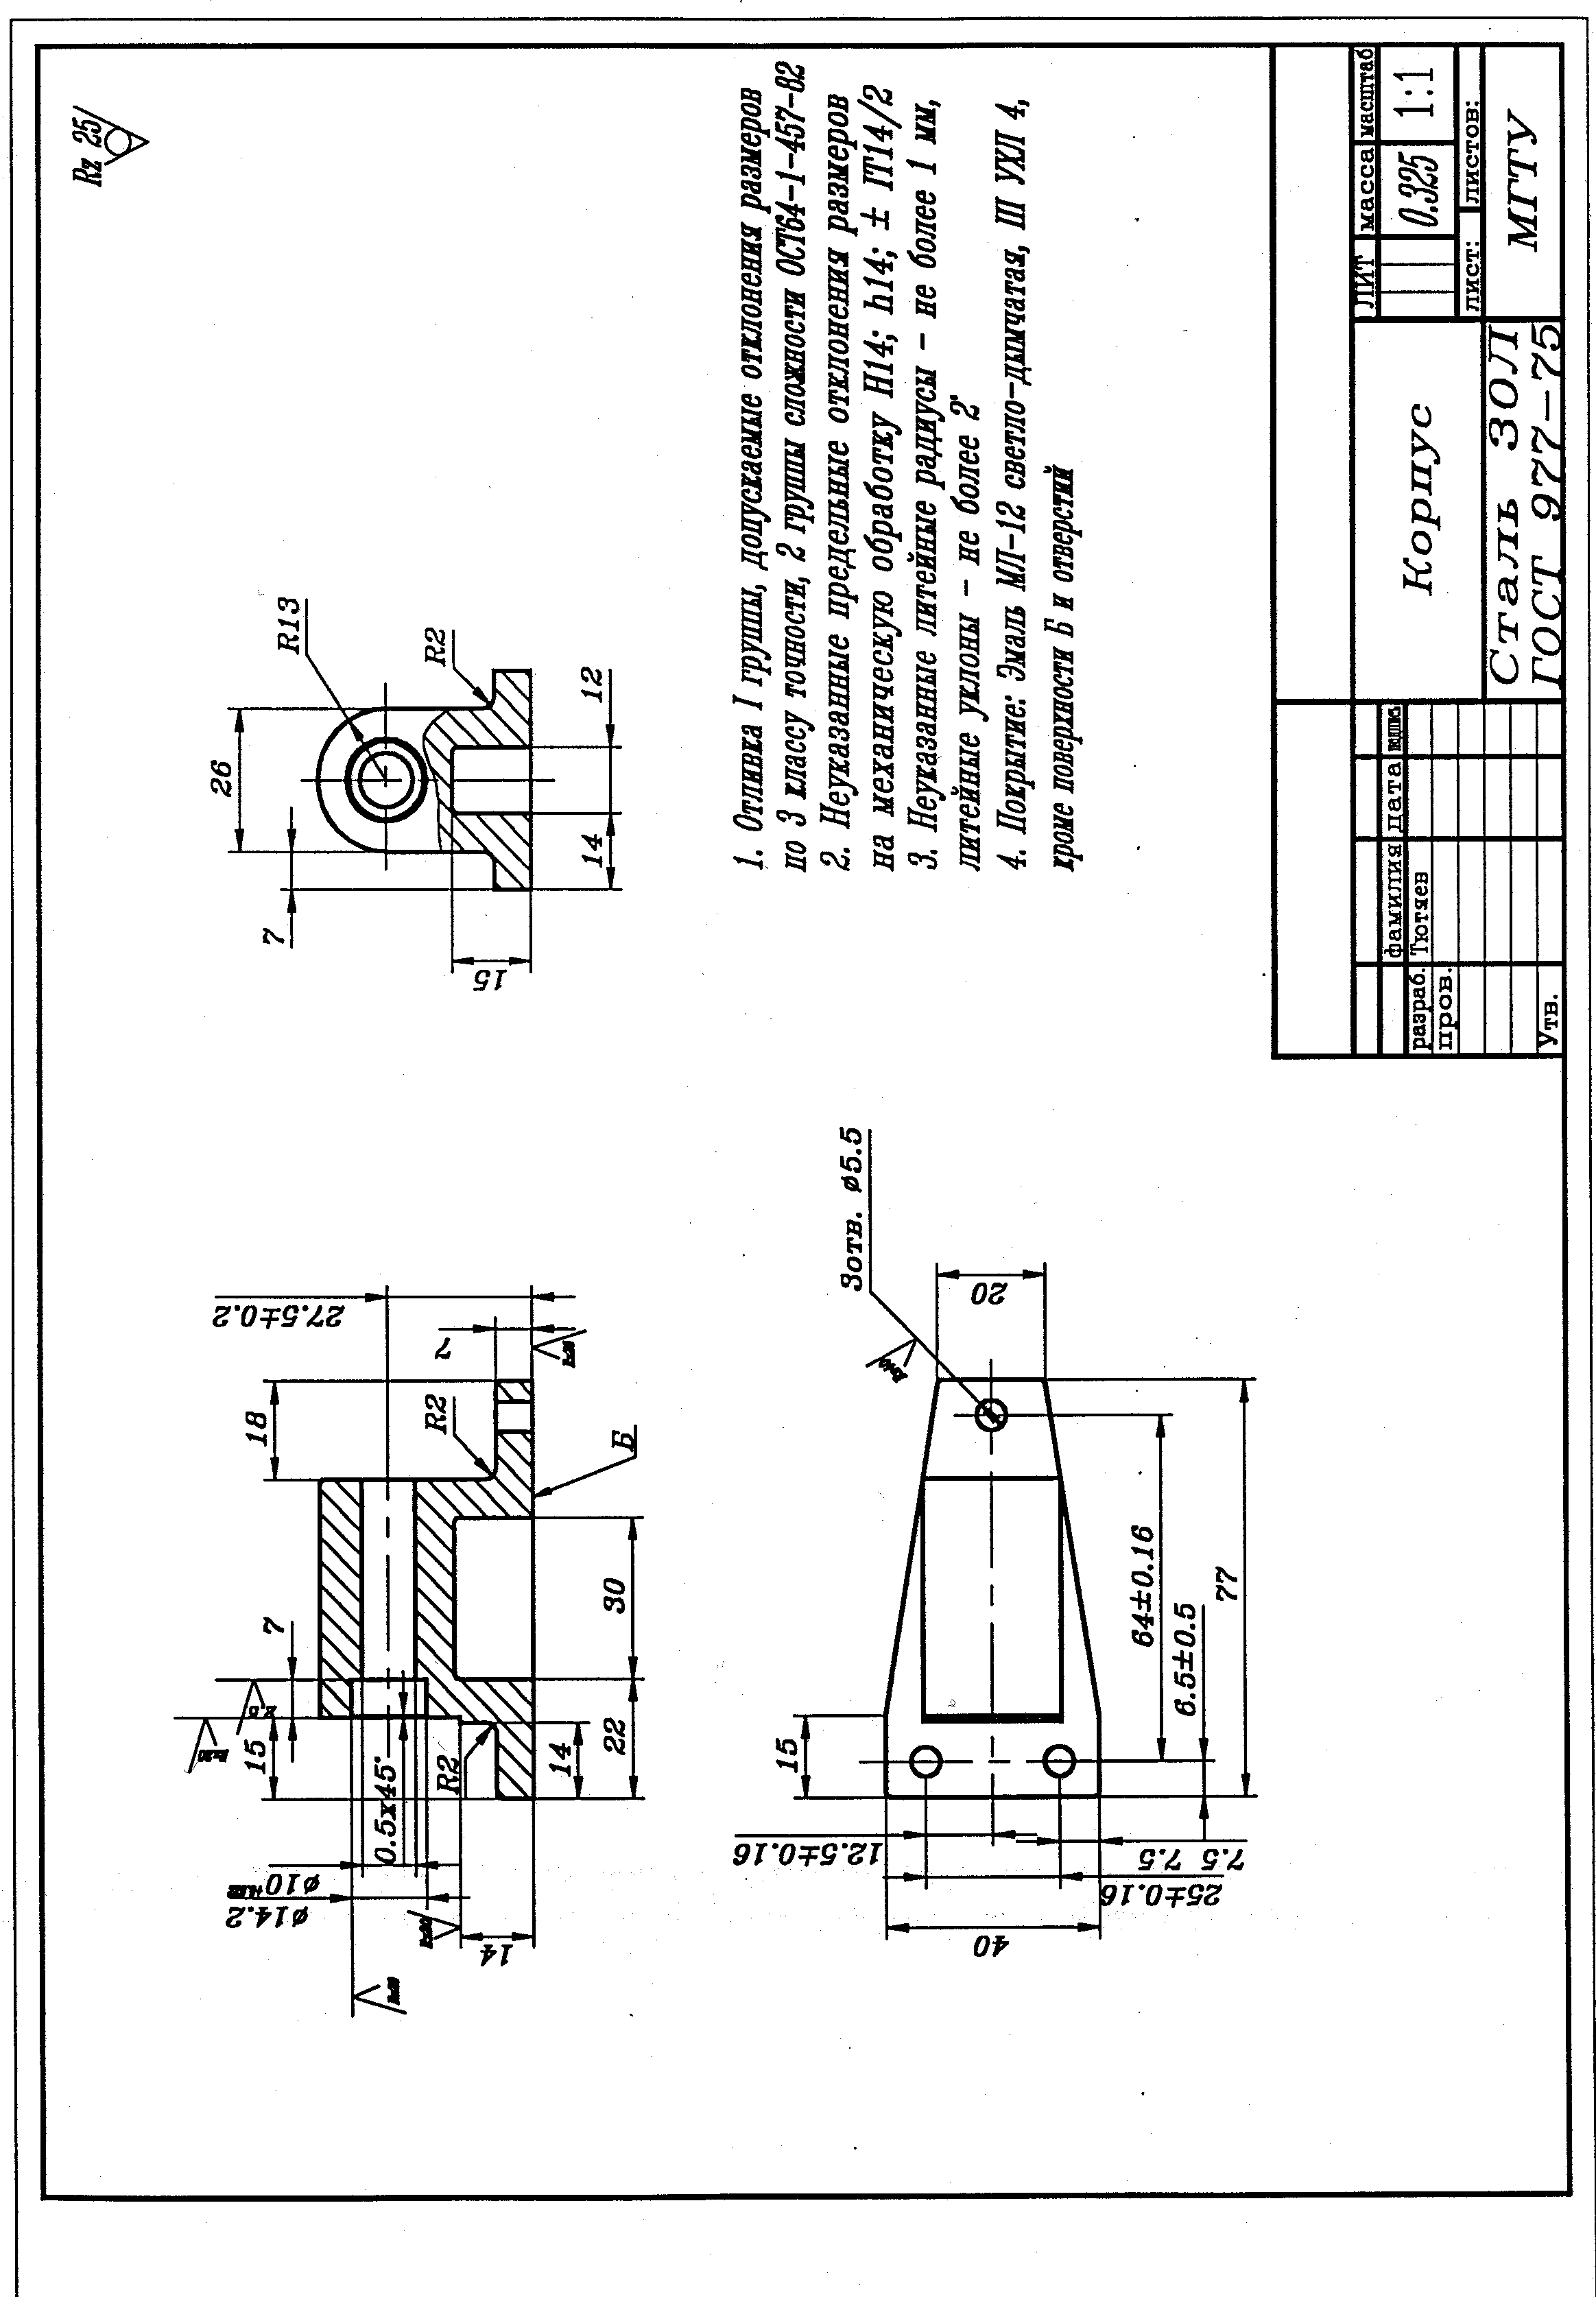 Rz 25
18
7
15
27.5±0.2
7
R2
Б
30
22
14
R2
0.5x45°
ø10
ø14.2
14
26
7
R13
R2
12
14
15
3отв. ø5.5
20
15
64±0.16
6.5±0.5
77
12.5±0.16
7.5 7.5
25±0.16
40
1. Отливка I группы, допускаемые отклонения размеров
по 3 классу точности, 2 группы сложности ОСТ64-1-457-82
2. Неуказанные предельные отклонения размеров
на механическую обработку H14; h14; ± IT14/2
3. Неуказанные литейные радиусы - не более 1 мм,
литейные уклоны - не более 2°
4. Покрытие: Эмаль МЛ-12 светло-дымчатая, III УХЛ 4,
кроме поверхности Б и отверстий
фамилия дата
разраб. Тютяев
пров.
Утв.
Корпус
Сталь 30Л
ГОСТ 977-75
ЛИТ масса масштаб
0.325 1:1
лист: листов:
МГТУ